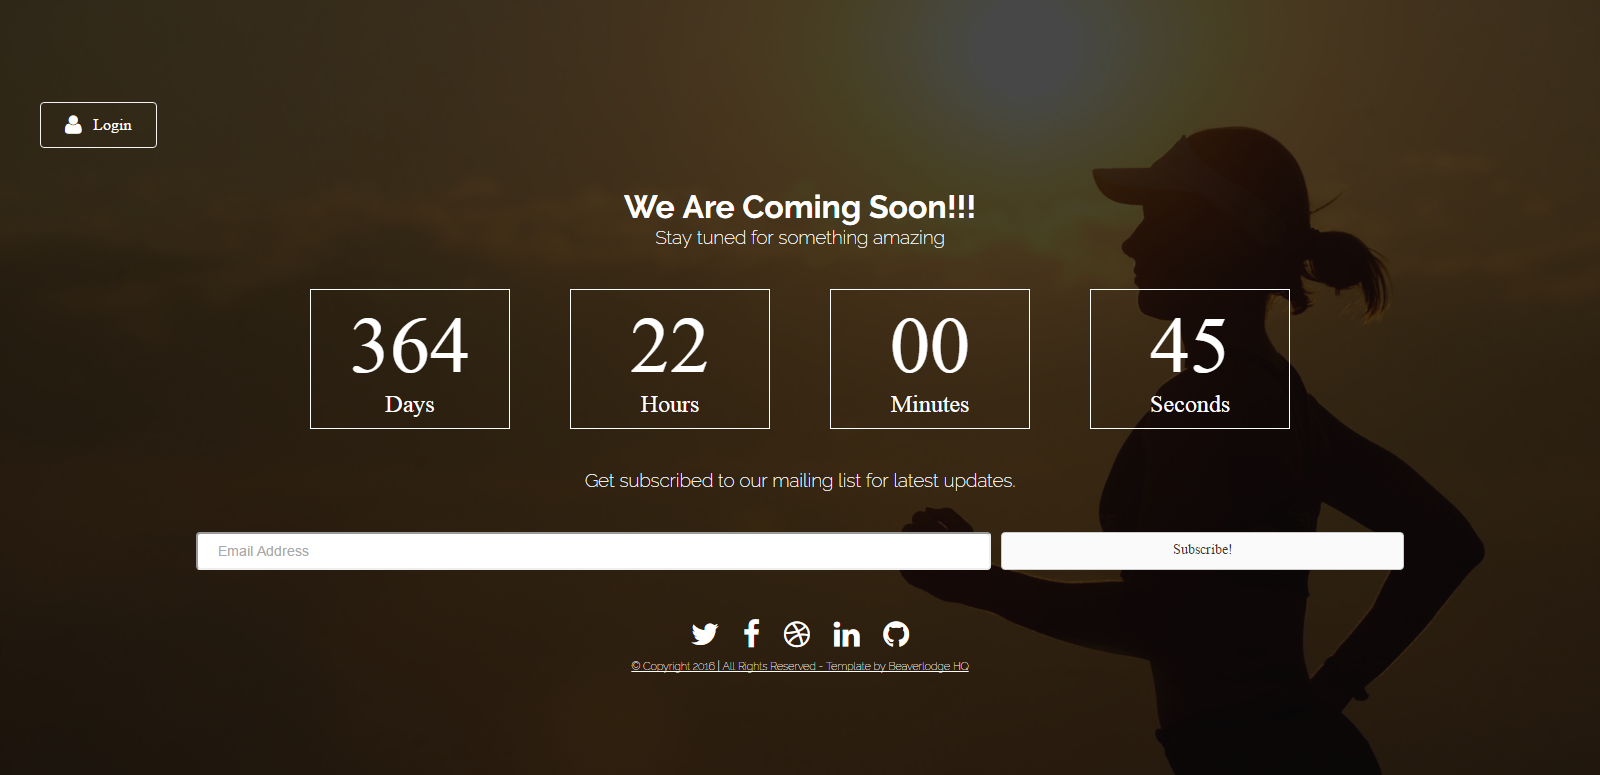 Login
We Are Coming Soon!!!
Stay tuned for something amazing
364 22 00 45
Days Hours Minutes Seconds
Get subscribed to our mailing list for latest updates.
Email Address Subscribe!
© Copyright 2016 | All Rights Reserved - Template by Beaverlodge HQ